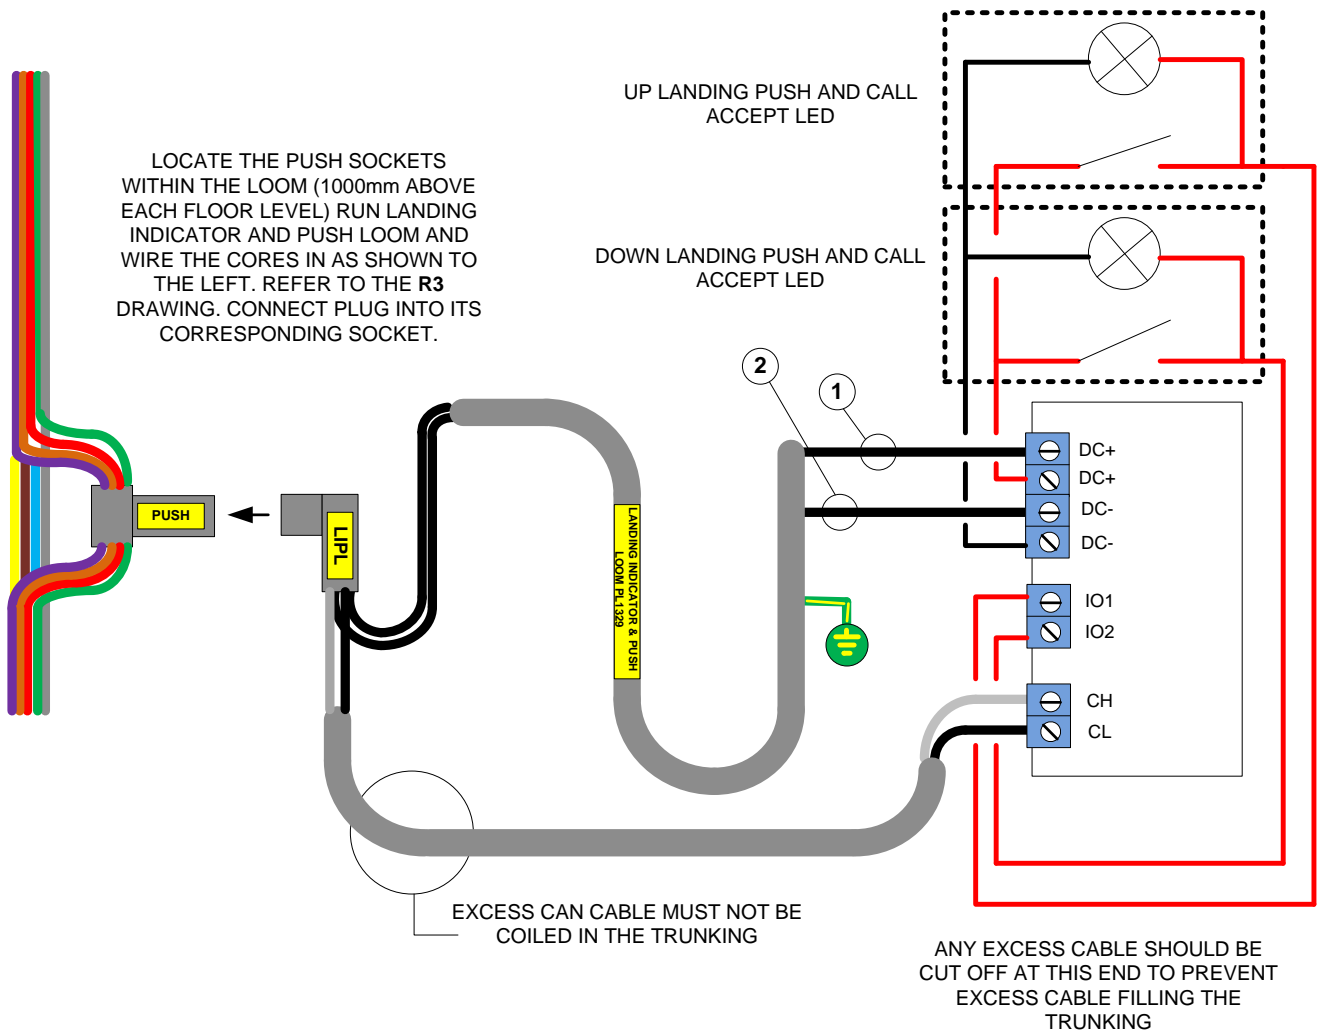 UP LANDING PUSH AND CALL
ACCEPT LED
LOCATE THE PUSH SOCKETS
WITHIN THE LOOM (1000mm ABOVE
EACH FLOOR LEVEL) RUN LANDING
INDICATOR AND PUSH LOOM AND
WIRE THE CORES IN AS SHOWN TO
THE LEFT. REFER TO THE R3
DRAWING. CONNECT PLUG INTO ITS
CORRESPONDING SOCKET.
DOWN LANDING PUSH AND CALL
ACCEPT LED
2
1
DC+
DC+
DC-
DC-
PUSH
LIPL
LANDING INDICATOR & PUSH
LOOM PL1329
IO1
IO2
CH
CL
EXCESS CAN CABLE MUST NOT BE
COILED IN THE TRUNKING
ANY EXCESS CABLE SHOULD BE
CUT OFF AT THIS END TO PREVENT
EXCESS CABLE FILLING THE
TRUNKING